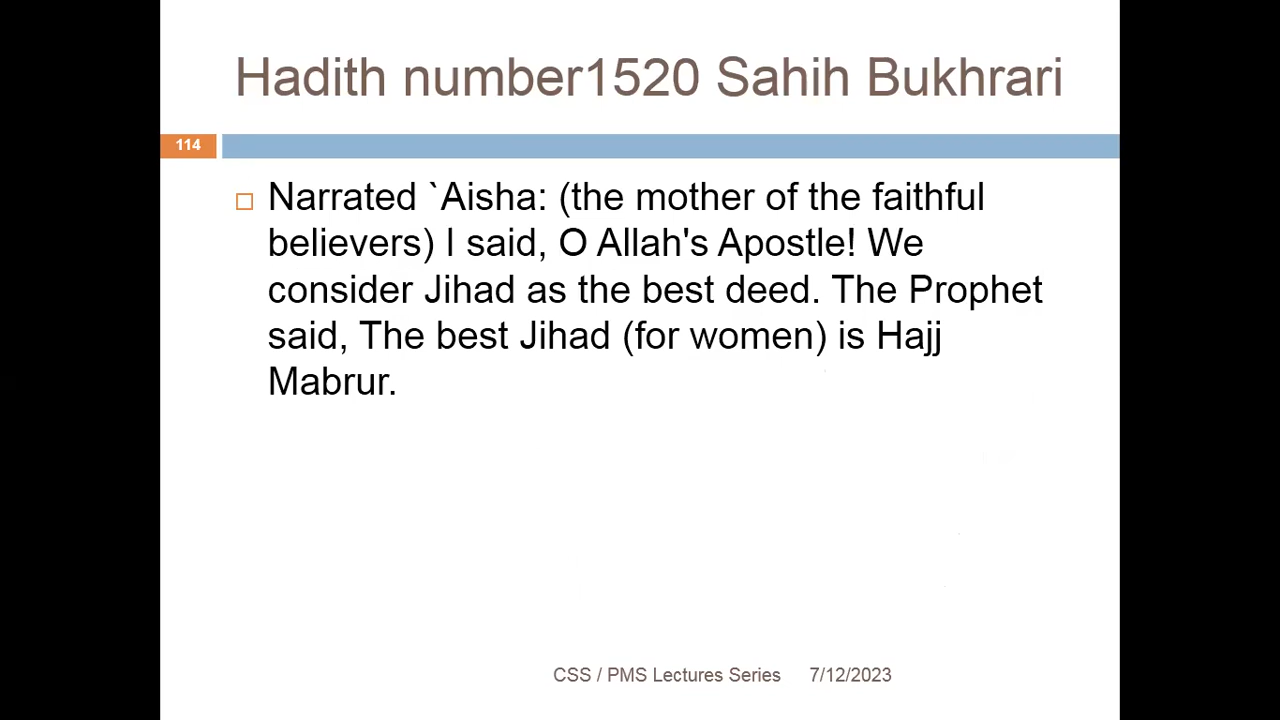 Hadith number1520 Sahih Bukhrari
114
Narrated `Aisha: (the mother of the faithful
believers) I said, O Allah's Apostle! We
consider Jihad as the best deed. The Prophet
said, The best Jihad (for women) is Hajj
Mabrur.
CSS / PMS Lectures Series 7/12/2023